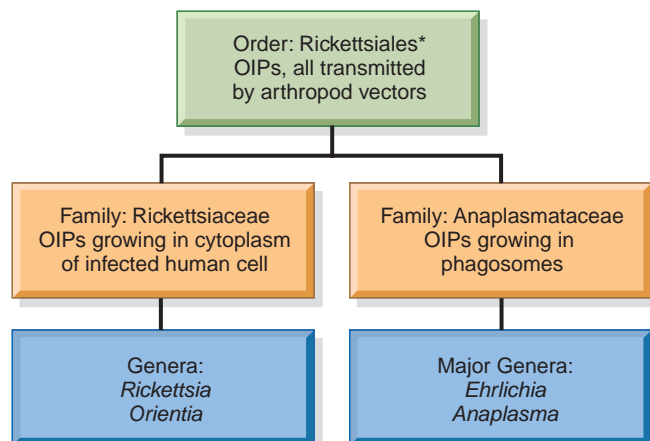 Order: Rickettsiales*
OIPs, all transmitted
by arthropod vectors
Family: Rickettsiaceae
OIPs growing in cytoplasm
of infected human cell
Family: Anaplasmataceae
OIPs growing in
phagosomes
Genera:
Rickettsia
Orientia
Major Genera:
Ehrlichia
Anaplasma